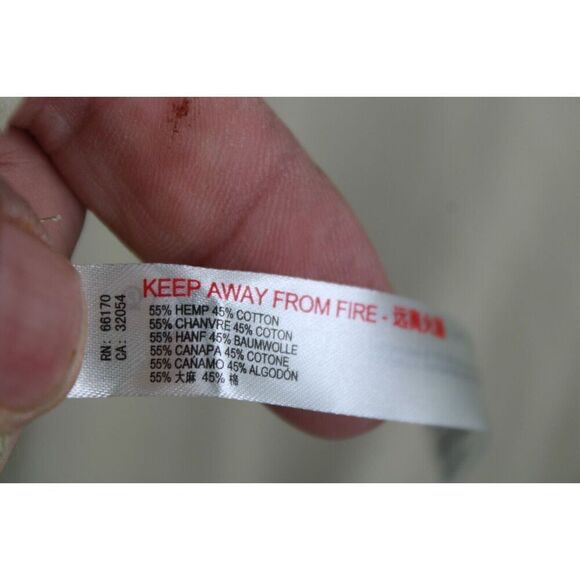 RN: 66170
CA: 32054
KEEP AWAY FROM FIRE - 远离火源
55% HEMP 45% COTTON
55% CHANVRE 45% COTON
55% HANF 45% BAUMWOLLE
55% CANAPA 45% COTONE
55% CAÑAMO 45% ALGODÓN
55% 大麻 45% 棉